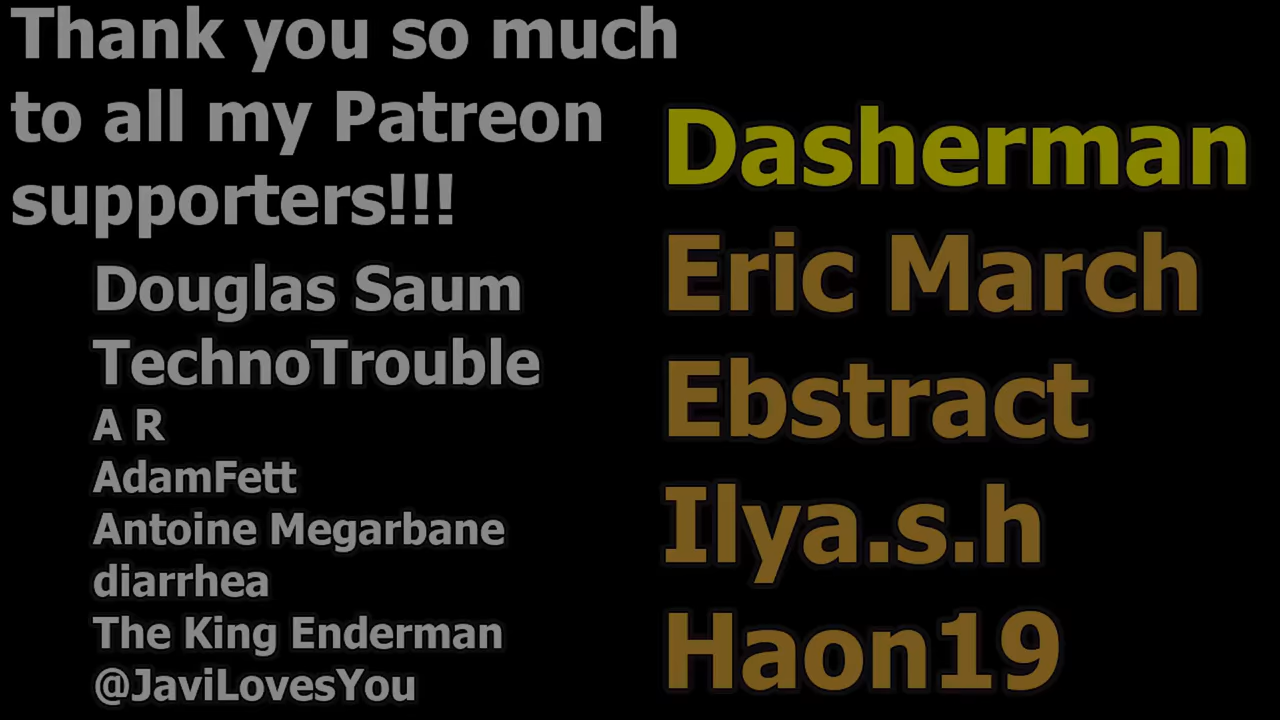 Thank you so much
to all my Patreon
supporters!!!
Douglas Saum
TechnoTrouble
A R
AdamFett
Antoine Megarbane
diarrhea
The King Enderman
@JaviLovesYou
Dasherman
Eric March
Ebstract
Ilya.s.h
Haon19